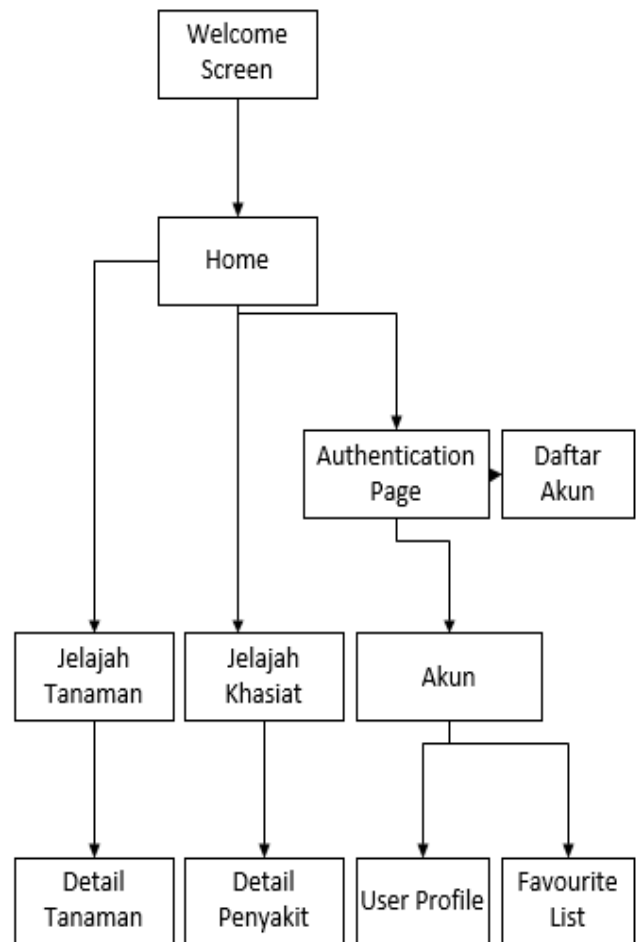 Welcome
Screen
Home
Authentication
Page
Daftar
Akun
Jelajah
Tanaman
Jelajah
Khasiat
Akun
Detail
Tanaman
Detail
Penyakit
User Profile
Favourite
List